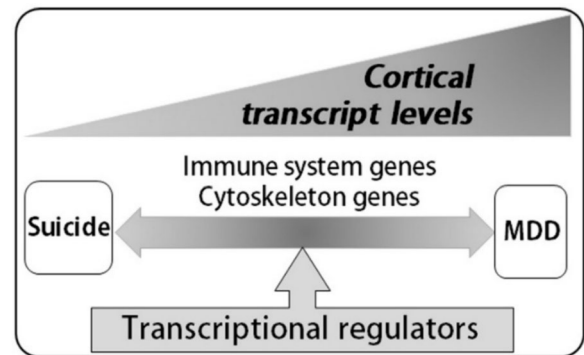 Cortical
transcript levels
Immune system genes
Cytoskeleton genes
Suicide
MDD
Transcriptional regulators